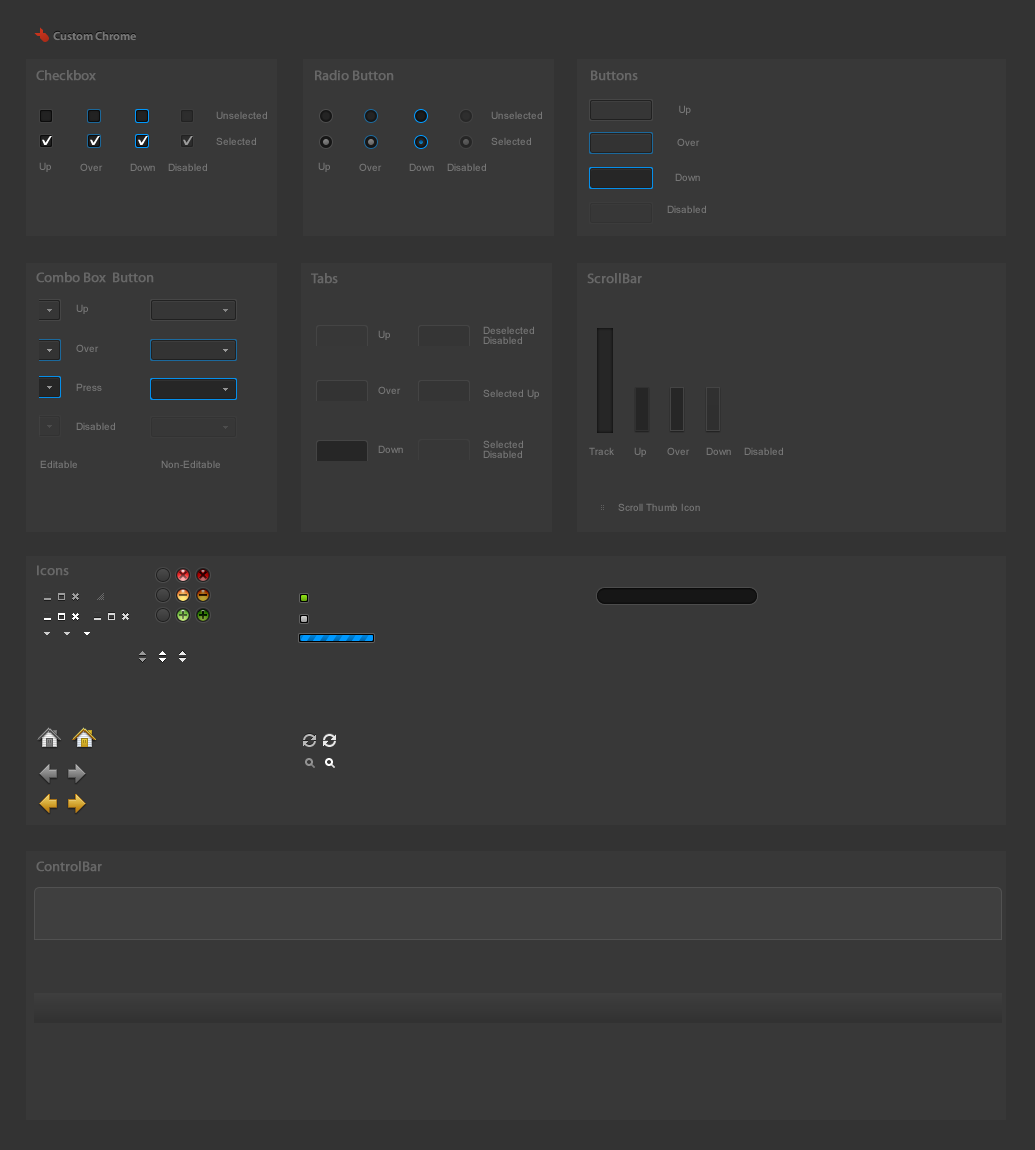 Custom Chrome
Checkbox
Unselected
Selected
Up Over Down Disabled
Radio Button
Unselected
Selected
Up Over Down Disabled
Buttons
Up
Over
Down
Disabled
Combo Box Button
Up
Over
Press
Disabled
Editable Non-Editable
Tabs
Up Deselected
Disabled
Over Selected Up
Down Selected
Disabled
ScrollBar
Track Up Over Down Disabled
Scroll Thumb Icon
Icons
ControlBar